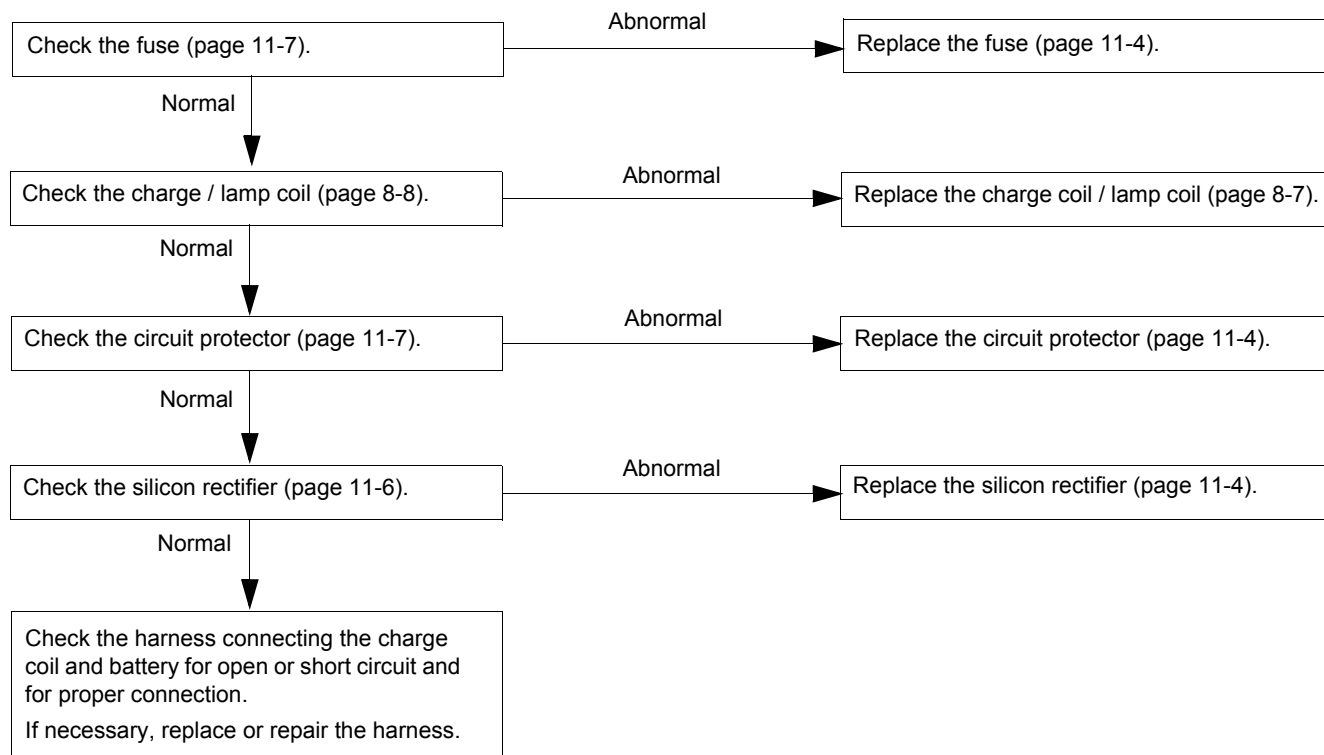 Check the fuse (page 11-7).
Abnormal
Replace the fuse (page 11-4).
Normal
Check the charge / lamp coil (page 8-8).
Abnormal
Replace the charge coil / lamp coil (page 8-7).
Normal
Check the circuit protector (page 11-7).
Abnormal
Replace the circuit protector (page 11-4).
Normal
Check the silicon rectifier (page 11-6).
Abnormal
Replace the silicon rectifier (page 11-4).
Normal
Check the harness connecting the charge
coil and battery for open or short circuit and
for proper connection.
If necessary, replace or repair the harness.